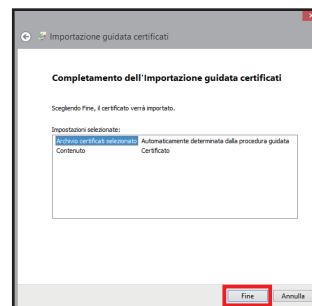 Importazione guidata certificati
Completamento dell'Importazione guidata certificati
Scegliendo Fine, il certificato verrà importato.
Impostazioni selezionate:
Archivio certificati selezionato Automaticamente determinata dalla procedura guidata
Contenuto Certificato
Fine Annulla